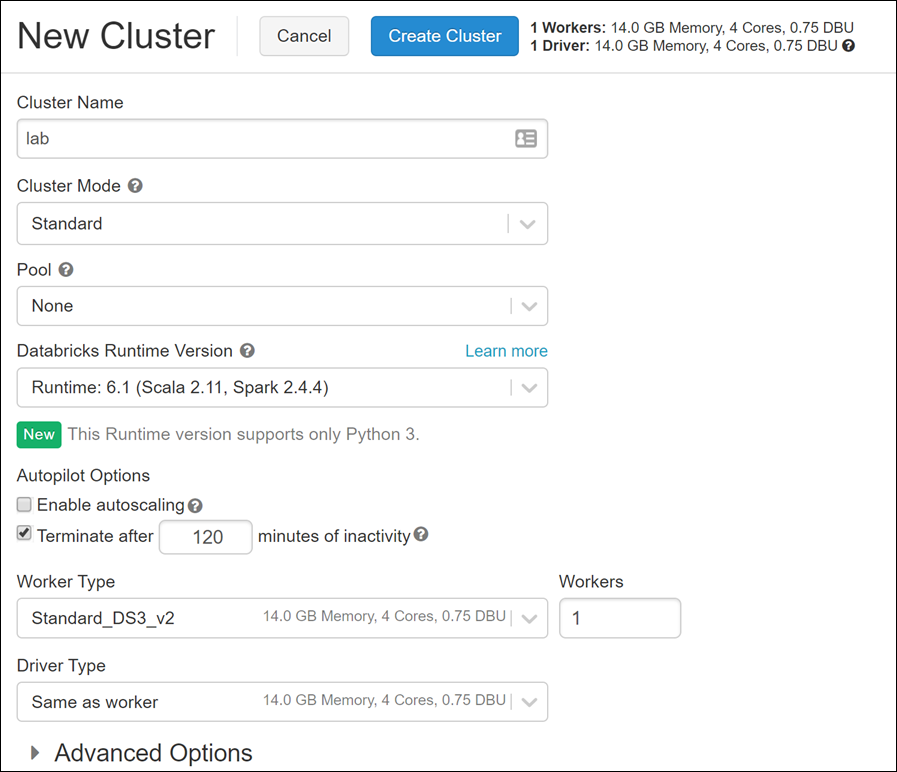 New Cluster
Cancel
Create Cluster
1 Workers: 14.0 GB Memory, 4 Cores, 0.75 DBU
1 Driver: 14.0 GB Memory, 4 Cores, 0.75 DBU ?
Cluster Name
lab
Cluster Mode ?
Standard
Pool ?
None
Databricks Runtime Version ? Learn more
Runtime: 6.1 (Scala 2.11, Spark 2.4.4)
New This Runtime version supports only Python 3.
Autopilot Options
Enable autoscaling ?
Terminate after 120 minutes of inactivity ?
Worker Type Workers
Standard_DS3_v2 14.0 GB Memory, 4 Cores, 0.75 DBU 1
Driver Type
Same as worker 14.0 GB Memory, 4 Cores, 0.75 DBU
Advanced Options